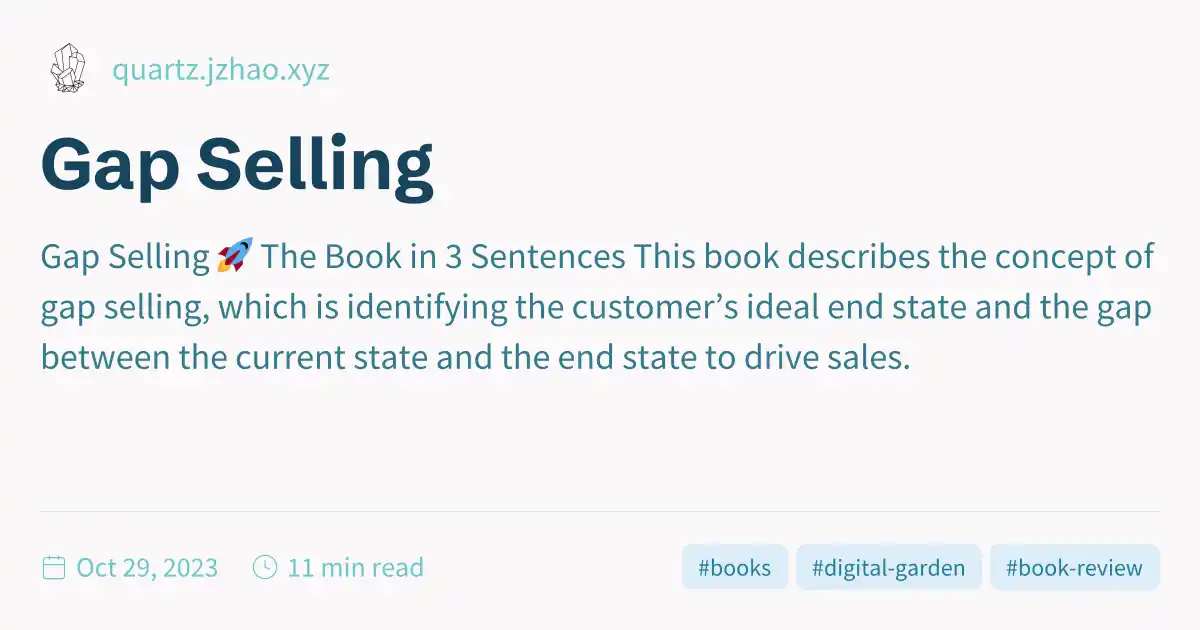 quartz.jzhao.xyz
Gap Selling
Gap Selling 🚀 The Book in 3 Sentences This book describes the concept of
gap selling, which is identifying the customer’s ideal end state and the gap
between the current state and the end state to drive sales.
Oct 29, 2023 11 min read #books #digital-garden #book-review